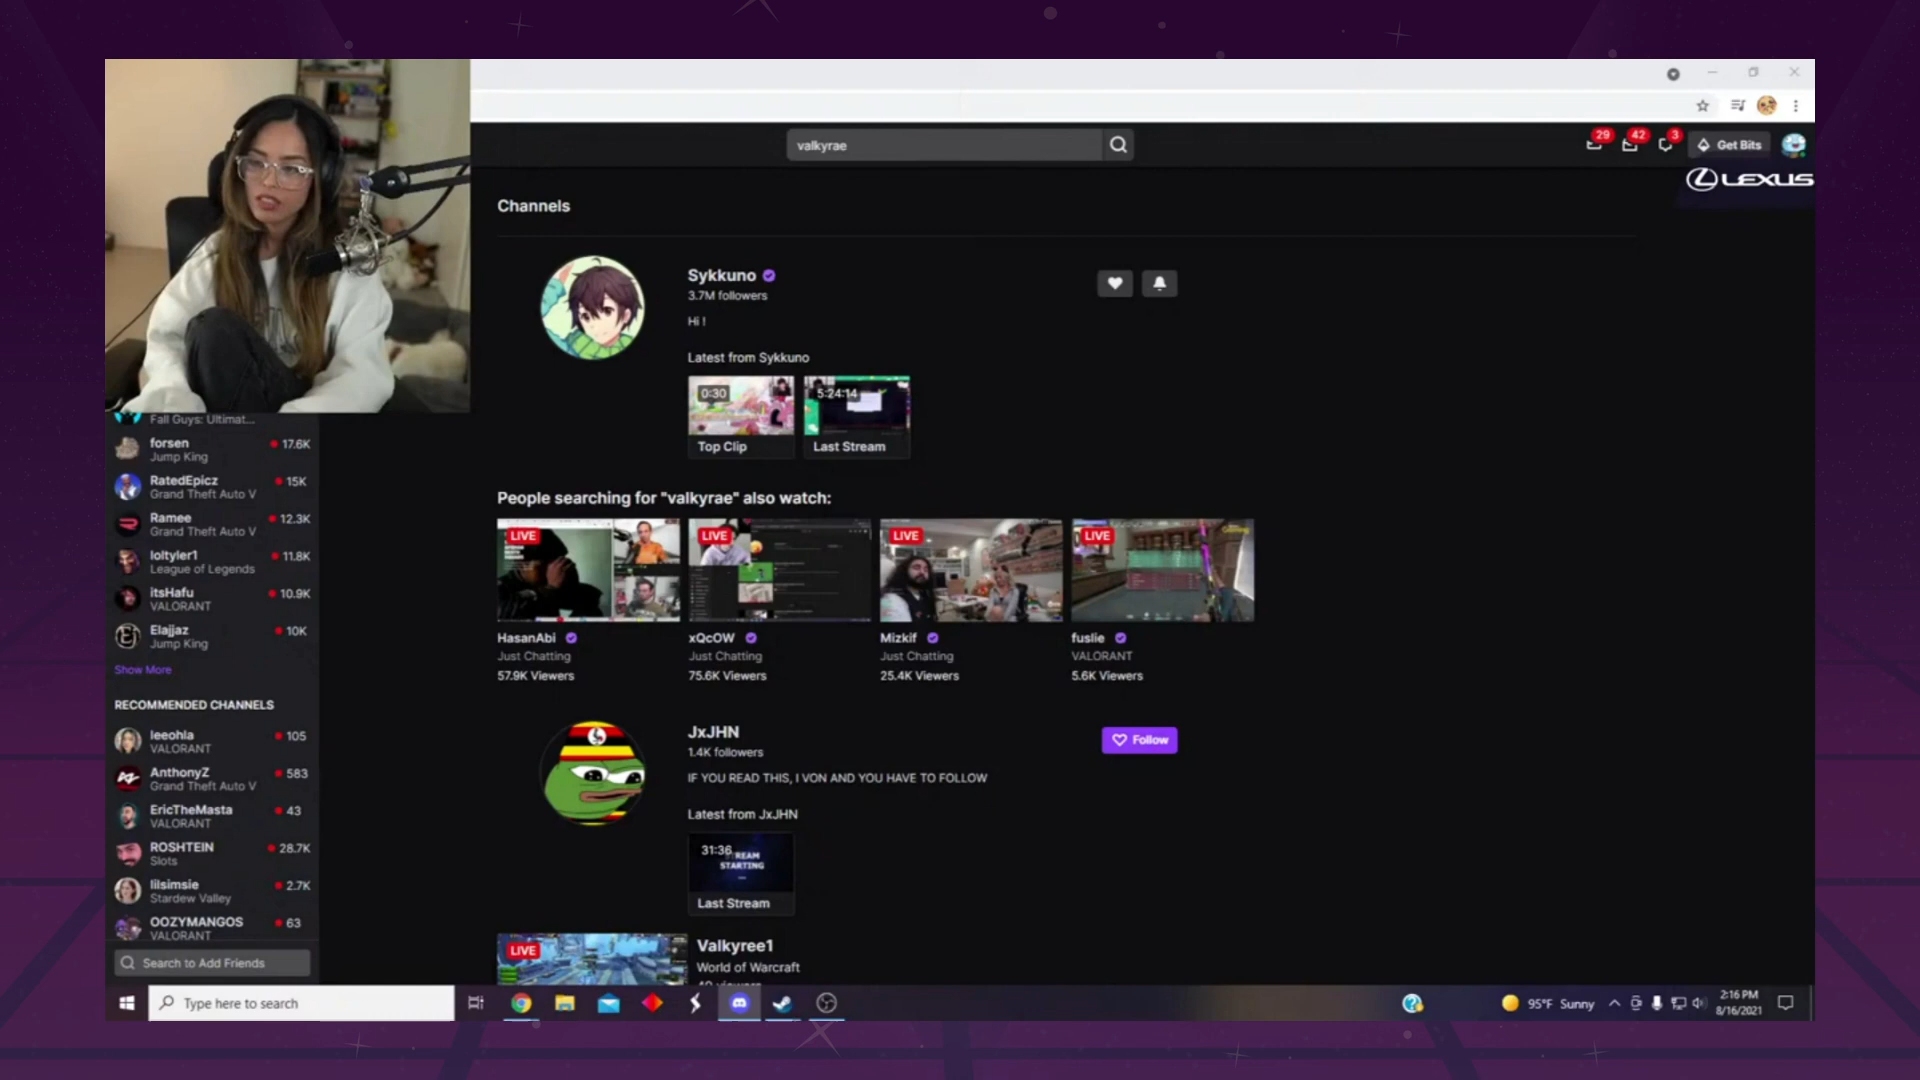 valkyrae
29
42
3
Get Bits
LEXUS
Channels
Sykkuno
3.7M followers
Hi !
Latest from Sykkuno
0:30
5:24:14
Top Clip
Last Stream
People searching for "valkyrae" also watch:
LIVE
LIVE
LIVE
LIVE
HasanAbi
Just Chatting
57.9K Viewers
xQcOW
Just Chatting
75.6K Viewers
Mizkif
Just Chatting
25.4K Viewers
fuslie
VALORANT
5.6K Viewers
JxJHN
1.4K followers
Follow
IF YOU READ THIS, I VON AND YOU HAVE TO FOLLOW
Latest from JxJHN
31:36
STARTING
Last Stream
LIVE
Valkyree1
World of Warcraft
Fall Guys: Ultimat...
forsen
17.6K
Jump King
RatedEpicz
15K
Grand Theft Auto V
Ramee
12.3K
Grand Theft Auto V
loltyler1
11.8K
League of Legends
itsHafu
10.9K
VALORANT
Elajjaz
10K
Jump King
Show More
RECOMMENDED CHANNELS
leeohla
105
VALORANT
AnthonyZ
583
Grand Theft Auto V
EricTheMasta
43
VALORANT
ROSHTEIN
28.7K
Slots
lilsimsie
2.7K
Stardew Valley
OOZYMANGOS
63
VALORANT
Search to Add Friends
Type here to search
95°F Sunny
2:16 PM
8/16/2021